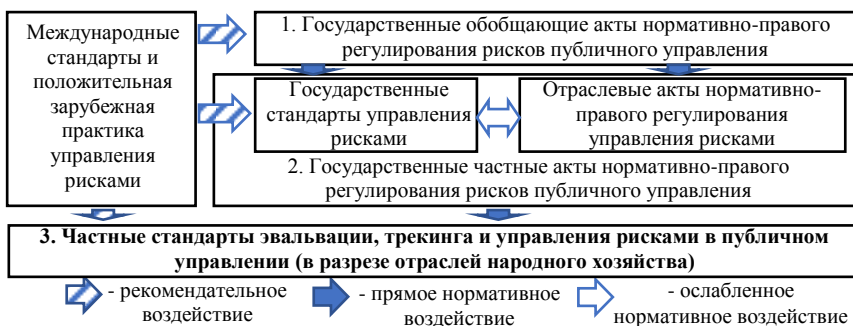 Международные
стандарты и
положительная
зарубежная
практика
управления
рисками
1. Государственные обобщающие акты нормативно-правого
регулирования рисков публичного управления
Государственные
стандарты управления
рисками
Отраслевые акты нормативно-
правого регулирования
управления рисками
2. Государственные частные акты нормативно-правого
регулирования рисков публичного управления
3. Частные стандарты эвальвации, трекинга и управления рисками в публичном
управлении (в разрезе отраслей народного хозяйства)
- рекомендательное
воздействие
- прямое нормативное
воздействие
- ослабленное
нормативное воздействие